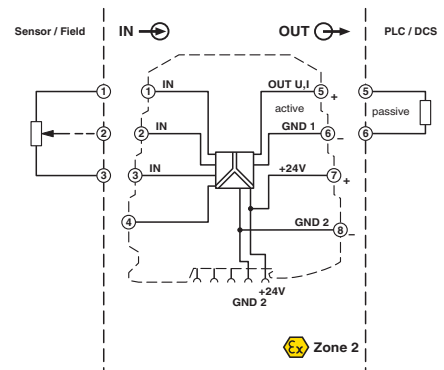 Sensor / Field
IN
OUT
PLC / DCS
1
1
IN
OUT U,I
5
+
5
active
passive
2
2
IN
GND 1
6
–
6
3
3
IN
+24V
7
+
4
GND 2
8
–
+24V
GND 2
Ex Zone 2